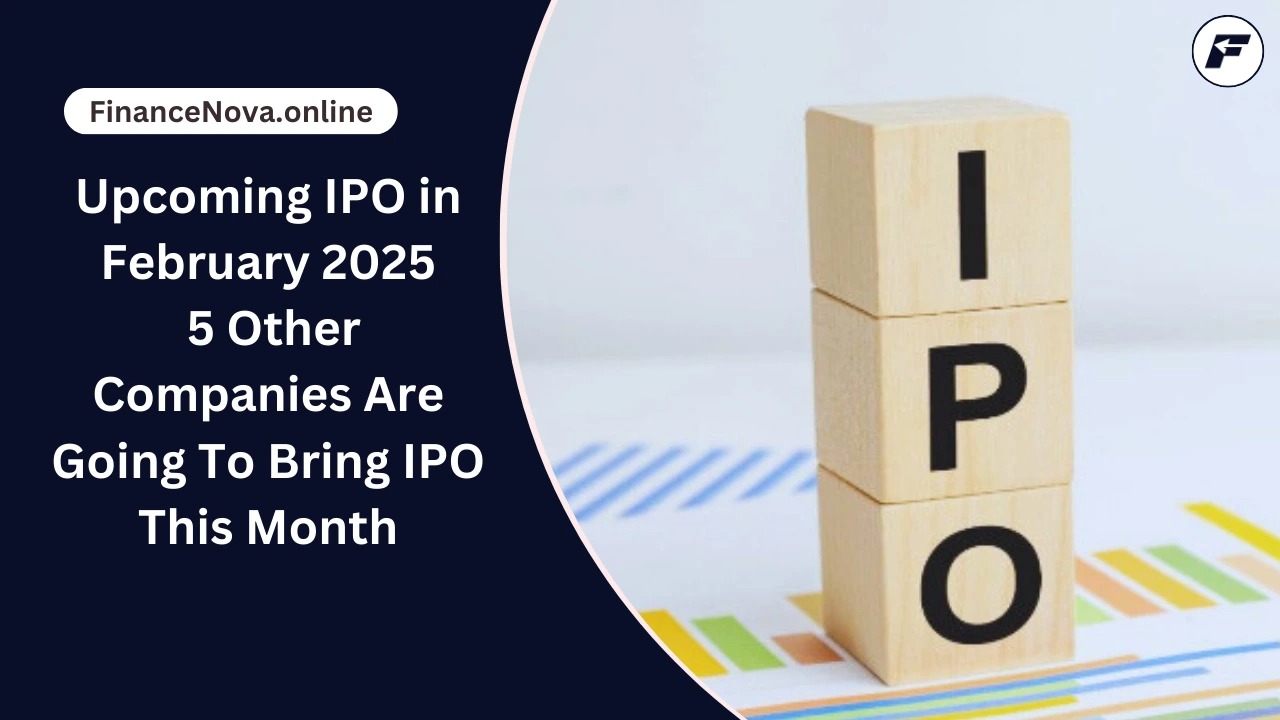 FinanceNova.online
Upcoming IPO in
February 2025
5 Other
Companies Are
Going To Bring IPO
This Month
F
I
P
O